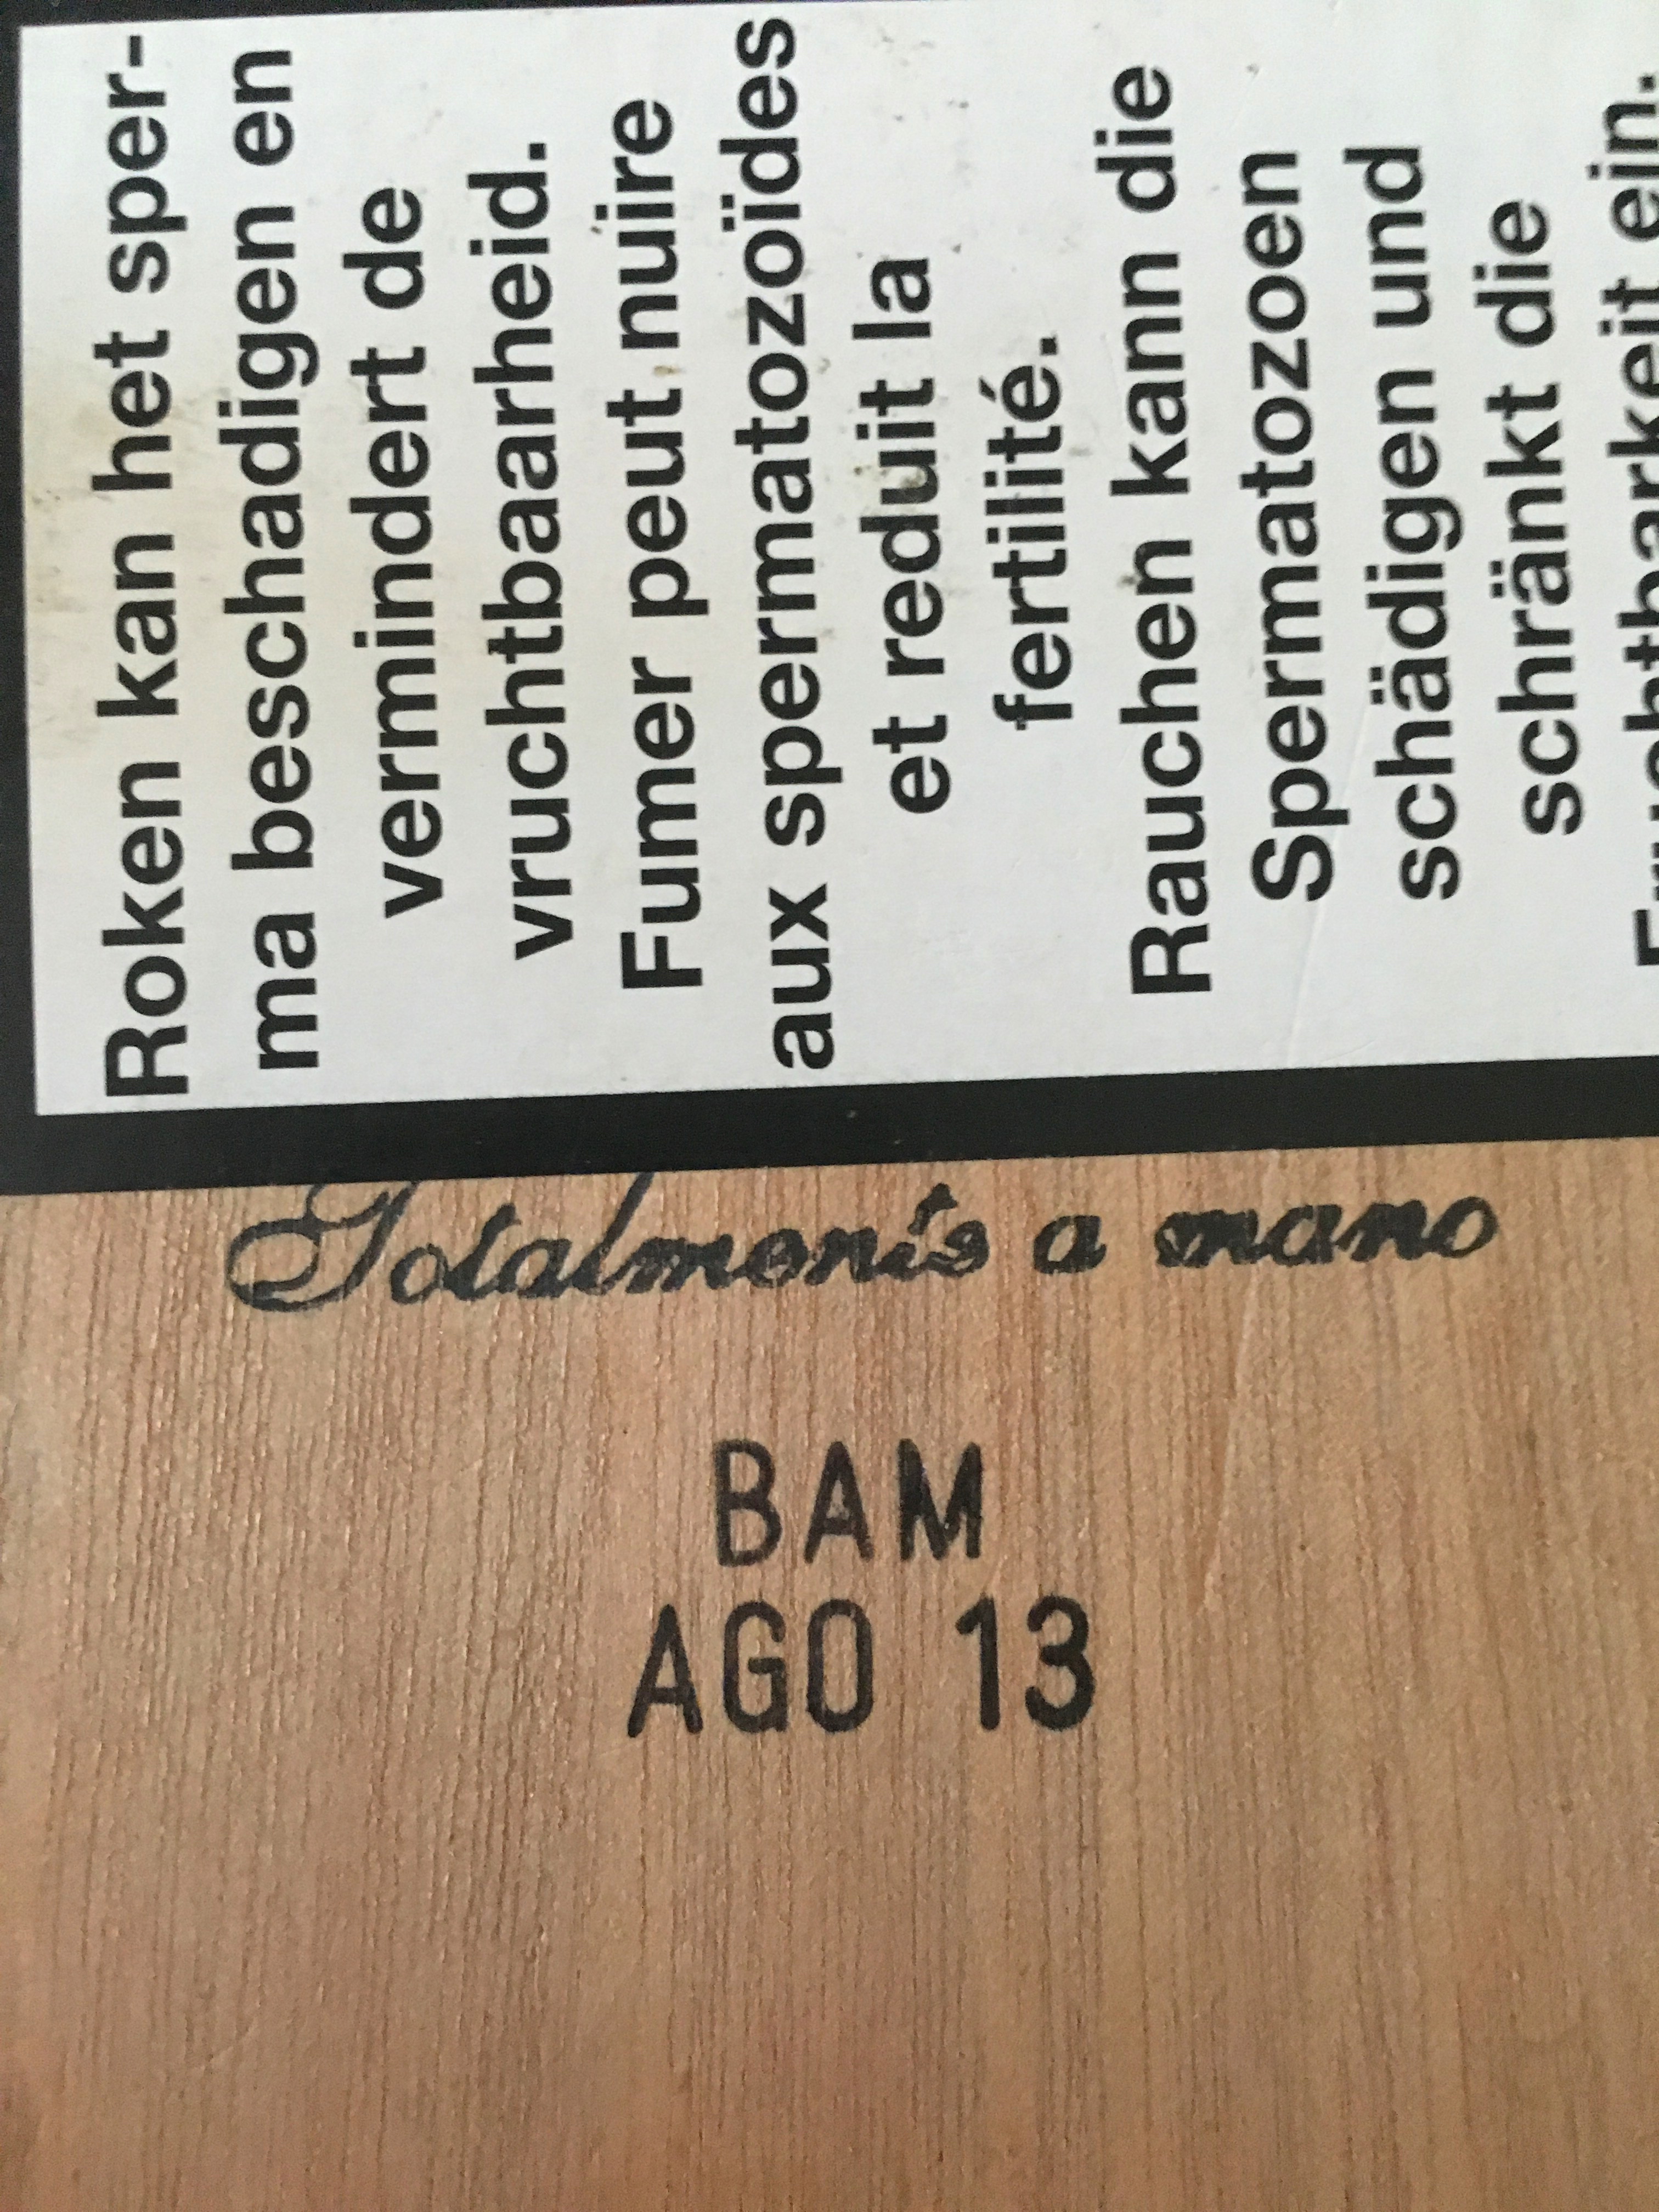 Roken kan het sper-
ma beschadigen en
vermindert de
vruchtbaarheid.
Fumer peut nuire
aux spermatozoïdes
et reduit la
fertilité.
Rauchen kann die
Spermatozoen
schädigen und
schränkt die
Fruchtbarkeit ein.
Totalmente a mano
BAM
AGO 13